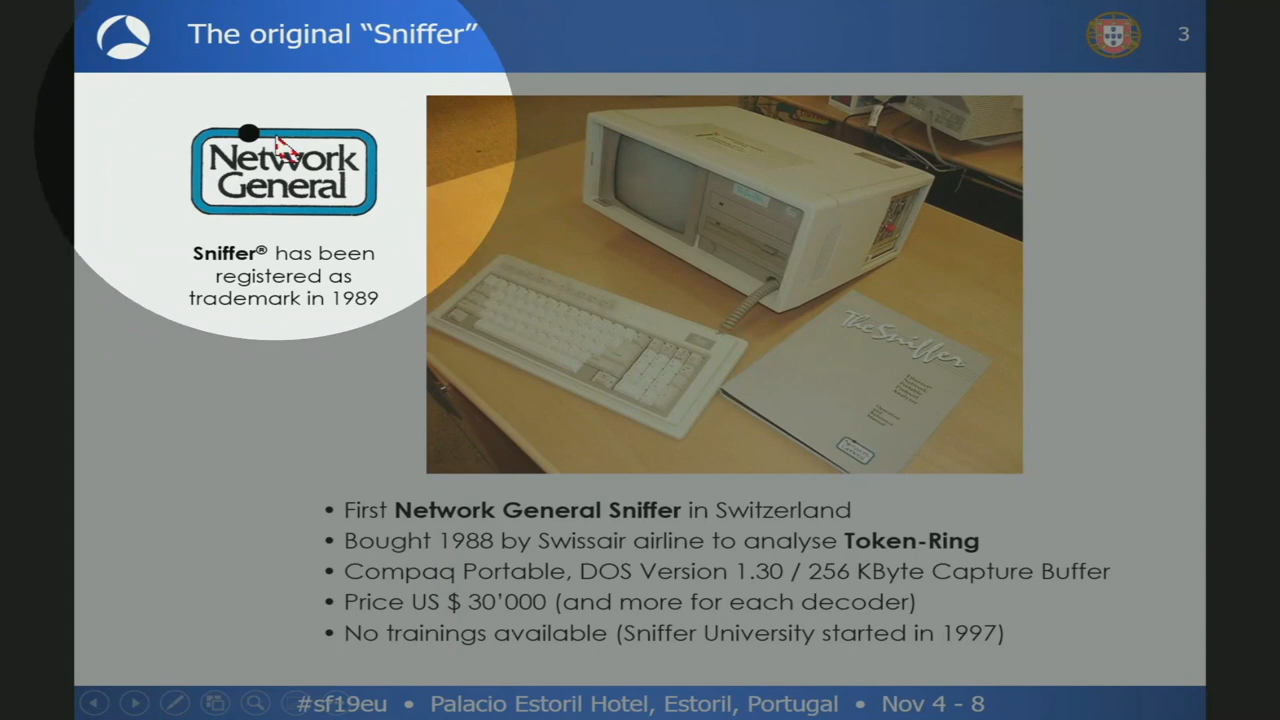 The original “Sniffer”
3
Network
General
Sniffer® has been
registered as
trademark in 1989
The Sniffer
• First Network General Sniffer in Switzerland
• Bought 1988 by Swissair airline to analyse Token-Ring
• Compaq Portable, DOS Version 1.30 / 256 KByte Capture Buffer
• Price US $ 30’000 (and more for each decoder)
• No trainings available (Sniffer University started in 1997)
#sf19eu • Palacio Estoril Hotel, Estoril, Portugal • Nov 4 - 8